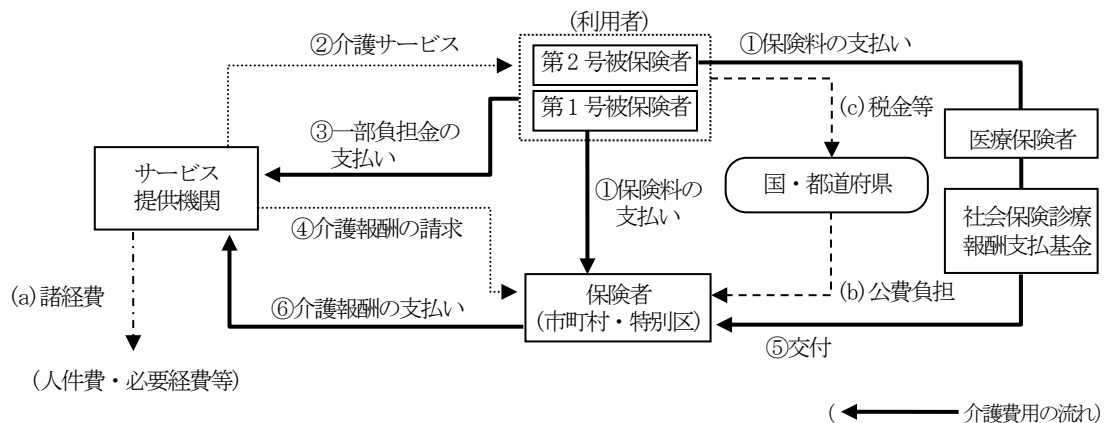 (利用者)
②介護サービス
第2号被保険者
①保険料の支払い
第1号被保険者
(c)税金等
③一部負担金の
支払い
医療保険者
サービス
提供機関
国・都道府県
①保険料の
支払い
社会保険診療
報酬支払基金
④介護報酬の請求
(a)諸経費
保険者
(市町村・特別区)
(b)公費負担
⑥介護報酬の支払い
⑤交付
(人件費・必要経費等)
( 介護費用の流れ)